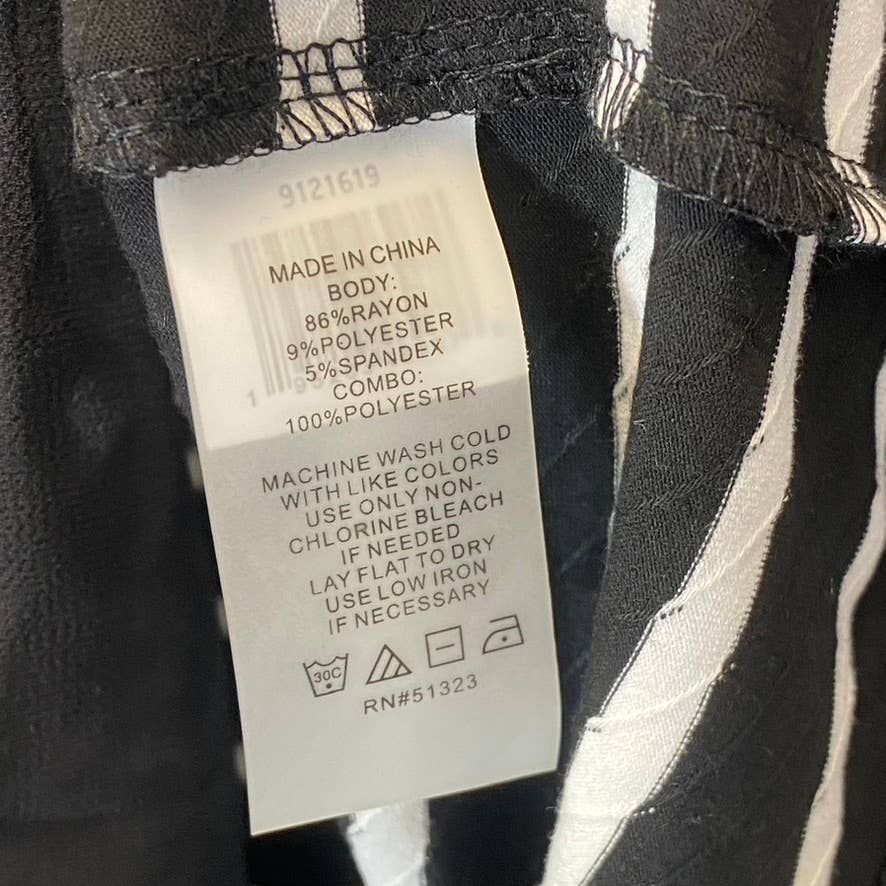 9121619
MADE IN CHINA
BODY:
86%RAYON
9%POLYESTER
5%SPANDEX
COMBO:
100%POLYESTER
MACHINE WASH COLD
WITH LIKE COLORS
USE ONLY NON-
CHLORINE BLEACH
IF NEEDED
LAY FLAT TO DRY
USE LOW IRON
IF NECESSARY
30C
RN#51323